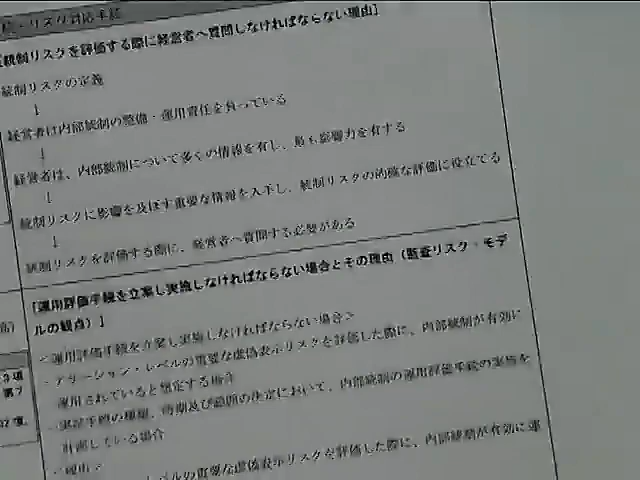 続・リスク対応手続
[統制リスクを評価する際に経営者へ質問しなければならない理由]
統制リスクの定義
↓
経営者は内部統制の整備・運用責任を負っている
↓
経営者は、内部統制について多くの情報を有し、最も影響力を有する
↓
統制リスクに影響を及ぼす重要な情報を入手し、統制リスクの的確な評価に役立てる
↓
統制リスクを評価する際に、経営者へ質問する必要がある
[運用評価手続を立案し実施しなければならない場合とその理由（監査リスク・モデ
ルの観点）]
＜運用評価手続を立案し実施しなければならない場合＞
・アサーション・レベルの重要な虚偽表示リスクを評価した際に、内部統制が有効に
運用されていると想定する場合
・実証手続の種類、時期及び範囲の決定において、内部統制の運用評価手続の実施を
計画している場合
＜理由＞
レベルの重要な虚偽表示リスクを評価した際に、内部統制が有効に運